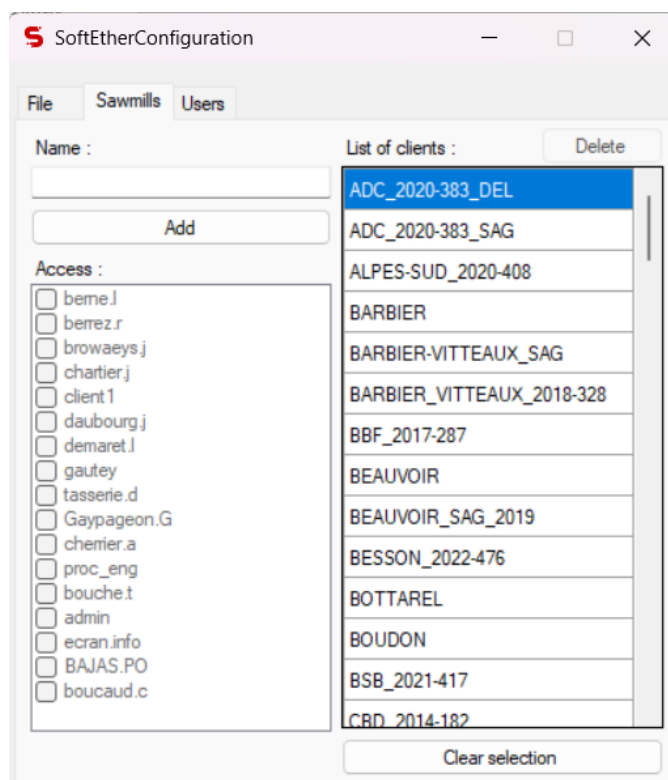 SoftEtherConfiguration
File Sawmills Users
Name :
Add
Access :
berne.l
berrez.r
browaeys.j
chartier.j
client1
daubourg.j
demaret.l
gautey
tasserie.d
Gaypageon.G
cherrier.a
proc_eng
bouche.t
admin
ecran.info
BAJAS.PO
boucaud.c
List of clients :
Delete
ADC_2020-383_DEL
ADC_2020-383_SAG
ALPES-SUD_2020-408
BARBIER
BARBIER-VITTEAUX_SAG
BARBIER_VITTEAUX_2018-328
BBF_2017-287
BEAUVOIR
BEAUVOIR_SAG_2019
BESSON_2022-476
BOTTAREL
BOUDON
BSB_2021-417
CBD_2014-182
Clear selection